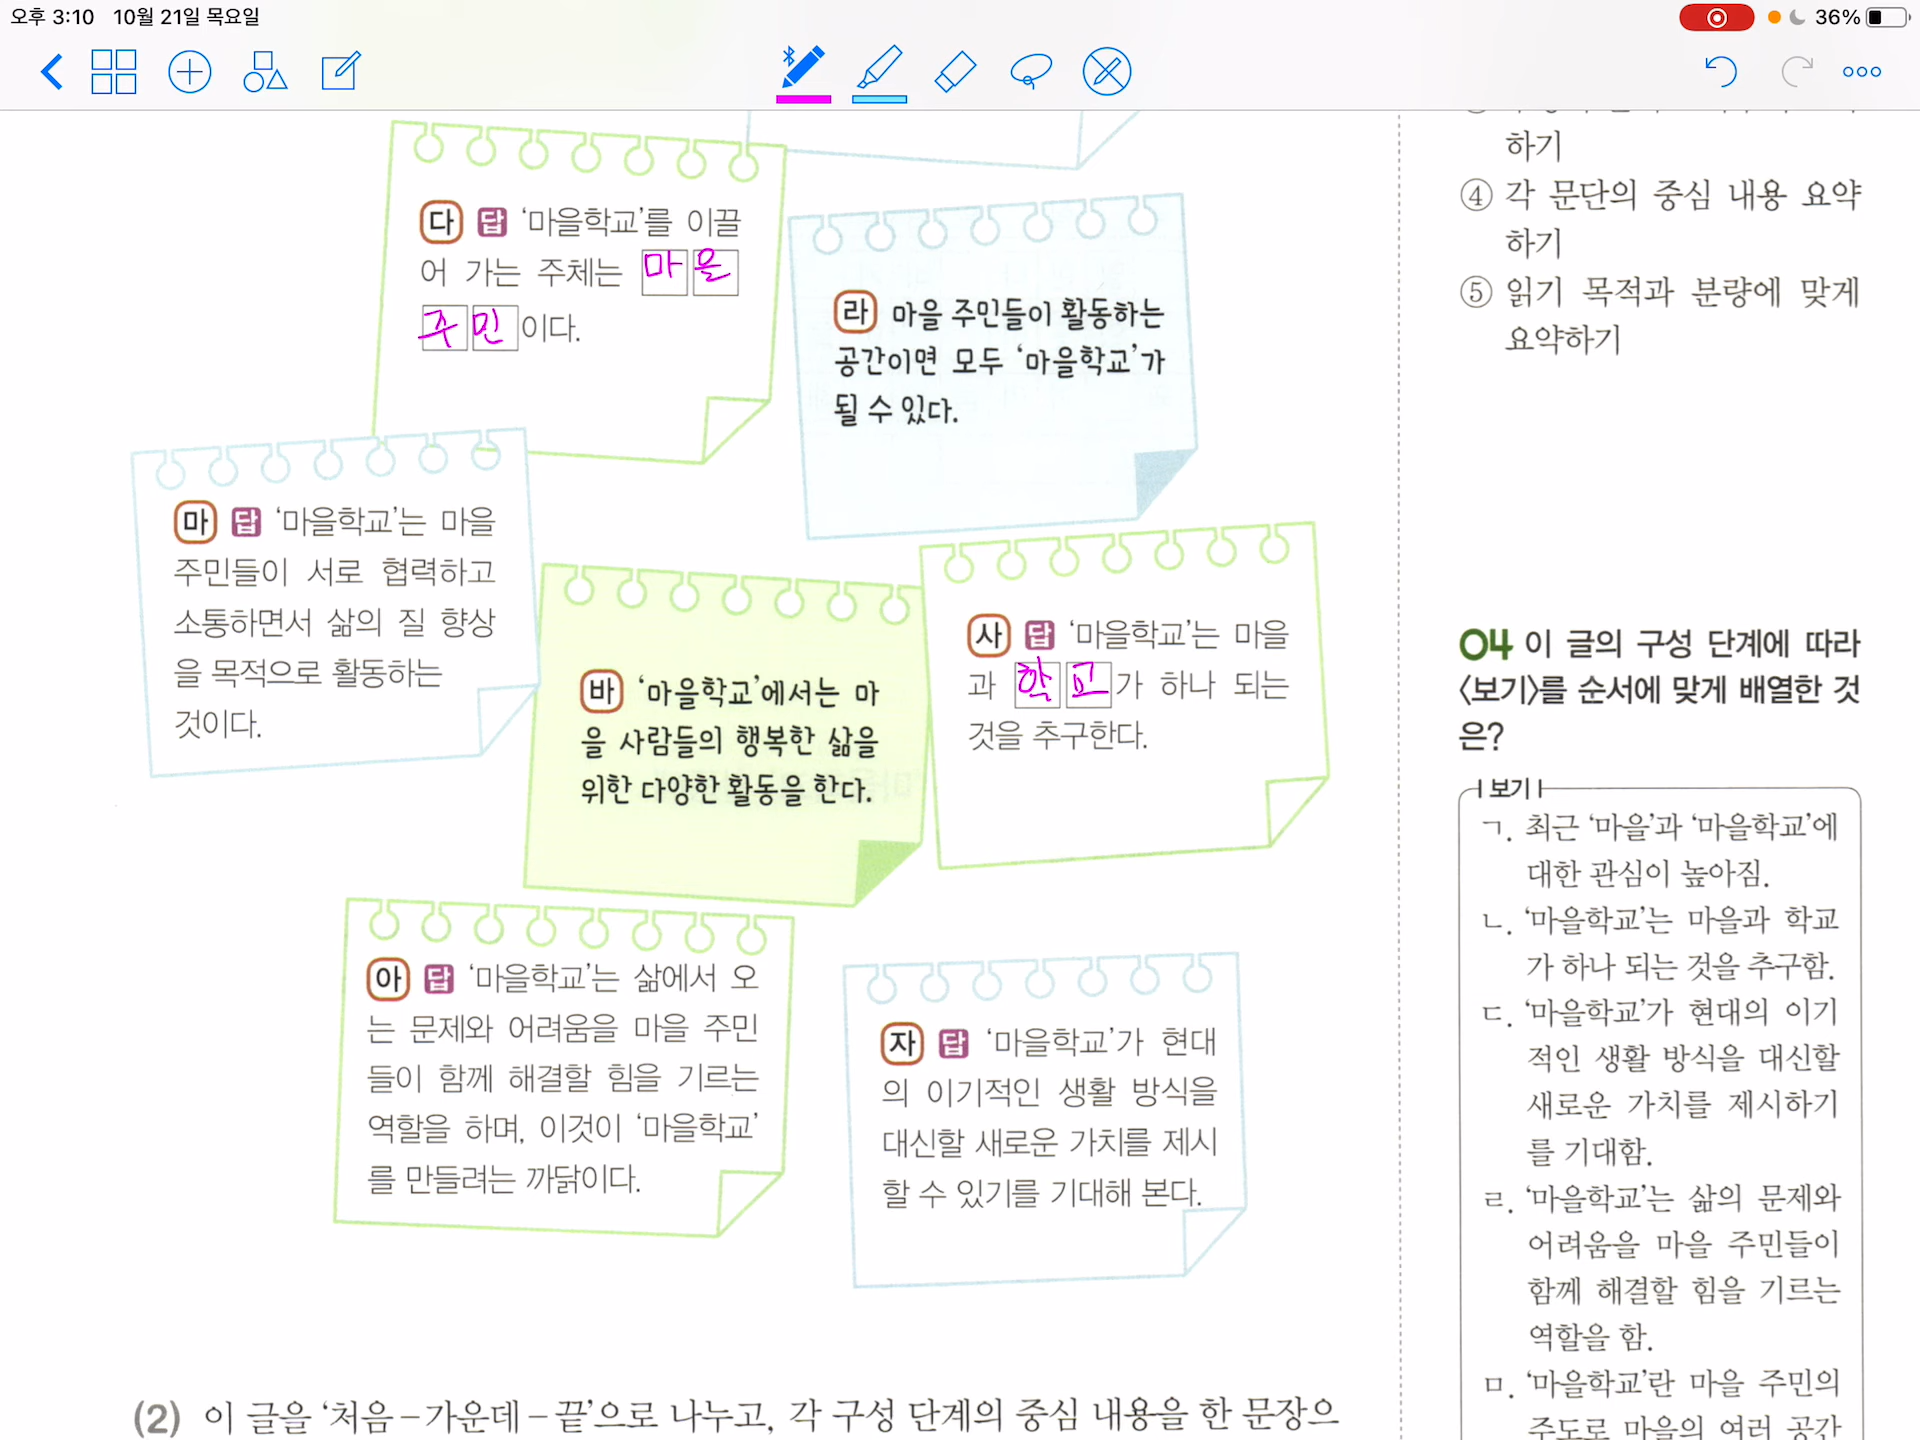 오후 3:10 10월 21일 목요일
36%
다 답 '마을학교'를 이끌
어 가는 주체는 마을
주민이다.
라 마을 주민들이 활동하는
공간이면 모두 '마을학교'가
될 수 있다.
마 답 '마을학교'는 마을
주민들이 서로 협력하고
소통하면서 삶의 질 향상
을 목적으로 활동하는
것이다.
바 '마을학교'에서는 마
을 사람들의 행복한 삶을
위한 다양한 활동을 한다.
사 답 '마을학교'는 마을
과 학교가 하나 되는
것을 추구한다.
아 답 '마을학교'는 삶에서 오
는 문제와 어려움을 마을 주민
들이 함께 해결할 힘을 기르는
역할을 하며, 이것이 '마을학교'
를 만들려는 까닭이다.
자 답 '마을학교'가 현대
의 이기적인 생활 방식을
대신할 새로운 가치를 제시
할 수 있기를 기대해 본다.
(2) 이 글을 '처음-가운데-끝'으로 나누고, 각 구성 단계의 중심 내용을 한 문장으
하기
④ 각 문단의 중심 내용 요약
하기
⑤ 읽기 목적과 분량에 맞게
요약하기
04 이 글의 구성 단계에 따라
〈보기〉를 순서에 맞게 배열한 것
은?
보기
ㄱ. 최근 '마을'과 '마을학교'에
대한 관심이 높아짐.
ㄴ. '마을학교'는 마을과 학교
가 하나 되는 것을 추구함.
ㄷ. '마을학교'가 현대의 이기
적인 생활 방식을 대신할
새로운 가치를 제시하기
를 기대함.
ㄹ. '마을학교'는 삶의 문제와
어려움을 마을 주민들이
함께 해결할 힘을 기르는
역할을 함.
ㅁ. '마을학교'란 마을 주민의
주도로 마을의 여러 공간